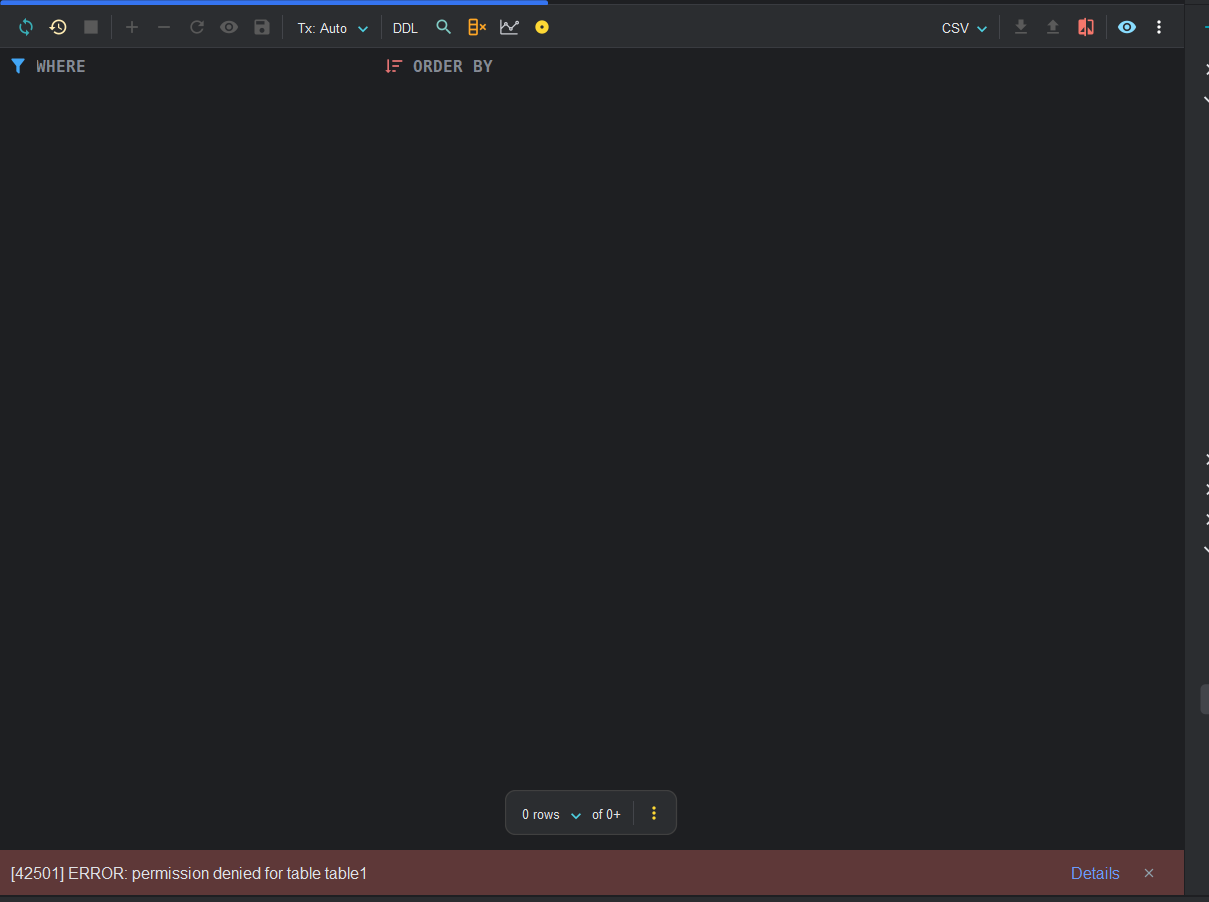 Tx: Auto DDL CSV
WHERE ORDER BY
0 rows of 0+
[42501] ERROR: permission denied for table table1 Details